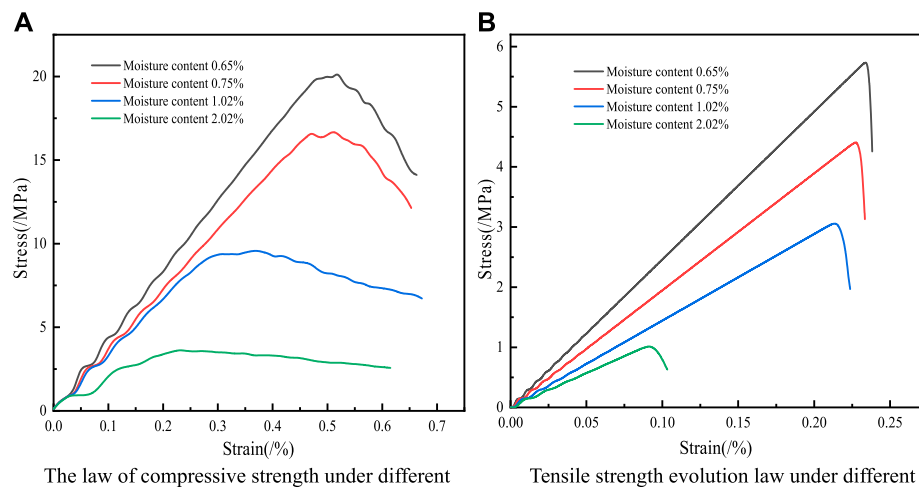 A
Moisture content 0.65%
Moisture content 0.75%
Moisture content 1.02%
Moisture content 2.02%
Stress(/MPa)
20
15
10
5
0
0.0 0.1 0.2 0.3 0.4 0.5 0.6 0.7
Strain(/%)
The law of compressive strength under different
B
Moisture content 0.65%
Moisture content 0.75%
Moisture content 1.02%
Moisture content 2.02%
Stress(/MPa)
6
5
4
3
2
1
0
0.00 0.05 0.10 0.15 0.20 0.25
Strain(/%)
Tensile strength evolution law under different